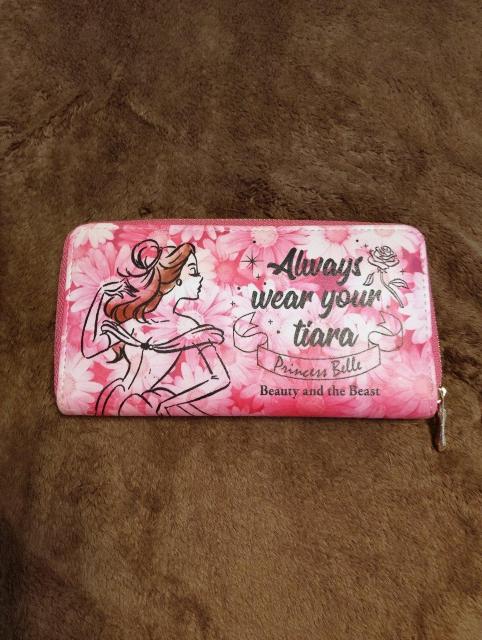 Always
wear your
tiara
Princess Belle
Beauty and the Beast